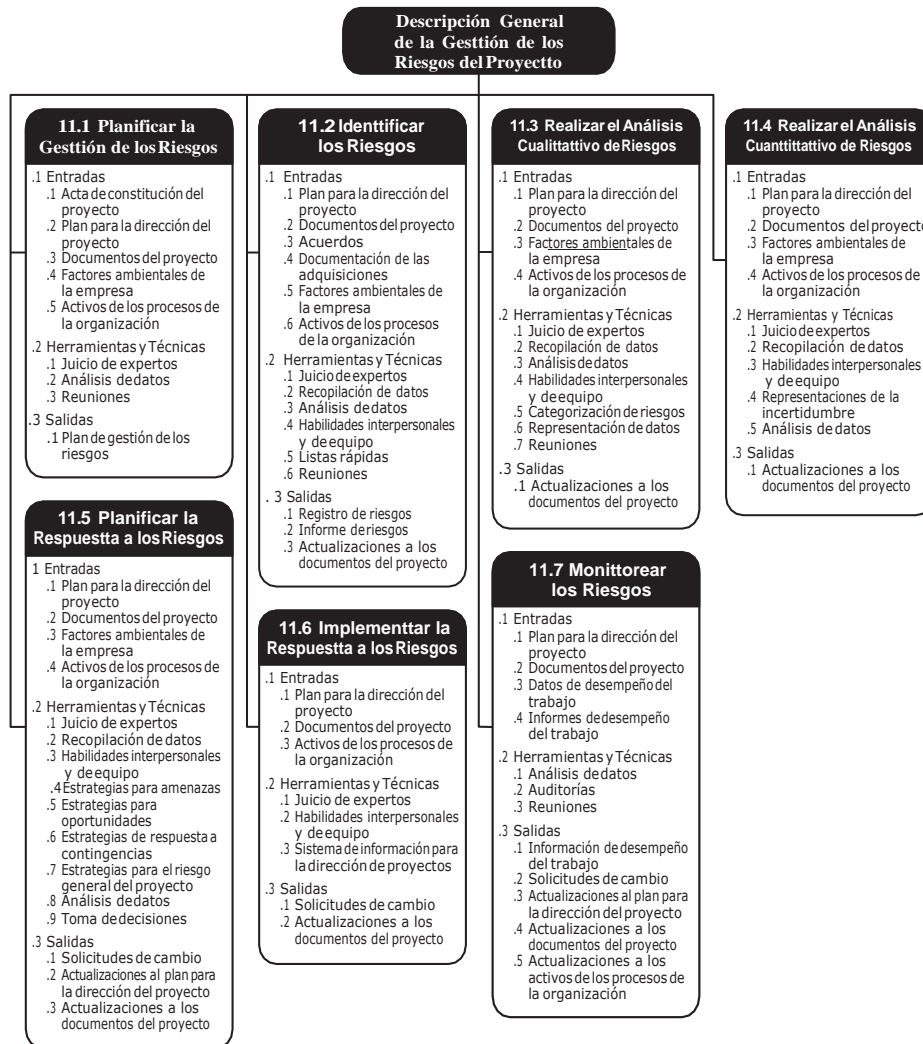 Descripción General
de la Gesttión de los
Riesgos del Proyectto
11.1 Planificar la
Gesttión de los Riesgos
.1 Entradas
.1 Acta de constitución del
proyecto
.2 Plan para la dirección del
proyecto
.3 Documentos del proyecto
.4 Factores ambientales de
la empresa
.5 Activos de los procesos de
la organización
.2 Herramientas y Técnicas
.1 Juicio de expertos
.2 Análisis de datos
.3 Reuniones
.3 Salidas
.1 Plan de gestión de los
riesgos
11.2 Identtificar
los Riesgos
.1 Entradas
.1 Plan para la dirección del
proyecto
.2 Documentos del proyecto
.3 Acuerdos
.4 Documentación de las
adquisiciones
.5 Factores ambientales de
la empresa
.6 Activos de los procesos
de la organización
.2 Herramientas y Técnicas
.1 Juicio de expertos
.2 Recopilación de datos
.3 Análisis de datos
.4 Habilidades interpersonales
y de equipo
.5 Listas rápidas
.6 Reuniones
. 3 Salidas
.1 Registro de riesgos
.2 Informe de riesgos
.3 Actualizaciones a los
documentos del proyecto
11.3 Realizar el Análisis
Cualittattivo de Riesgos
.1 Entradas
.1 Plan para la dirección del
proyecto
.2 Documentos del proyecto
.3 Factores ambientales de
la empresa
.4 Activos de los procesos de
la organización
.2 Herramientas y Técnicas
.1 Juicio de expertos
.2 Recopilación de datos
.3 Análisis de datos
.4 Habilidades interpersonales
y de equipo
.5 Categorización de riesgos
.6 Representación de datos
.7 Reuniones
.3 Salidas
.1 Actualizaciones a los
documentos del proyecto
11.4 Realizar el Análisis
Cuanttittattivo de Riesgos
.1 Entradas
.1 Plan para la dirección del
proyecto
.2 Documentos del proyecto
.3 Factores ambientales de
la empresa
.4 Activos de los procesos de
la organización
.2 Herramientas y Técnicas
.1 Juicio de expertos
.2 Recopilación de datos
.3 Habilidades interpersonales
y de equipo
.4 Representaciones de la
incertidumbre
.5 Análisis de datos
.3 Salidas
.1 Actualizaciones a los
documentos del proyecto
11.5 Planificar la
Respuestta a los Riesgos
1 Entradas
.1 Plan para la dirección del
proyecto
.2 Documentos del proyecto
.3 Factores ambientales de
la empresa
.4 Activos de los procesos de
la organización
.2 Herramientas y Técnicas
.1 Juicio de expertos
.2 Recopilación de datos
.3 Habilidades interpersonales
y de equipo
.4 Estrategias para amenazas
.5 Estrategias para
oportunidades
.6 Estrategias de respuesta a
contingencias
.7 Estrategias para el riesgo
general del proyecto
.8 Análisis de datos
.9 Toma de decisiones
.3 Salidas
.1 Solicitudes de cambio
.2 Actualizaciones al plan para
la dirección del proyecto
.3 Actualizaciones a los
documentos del proyecto
11.6 Implementtar la
Respuestta a los Riesgos
.1 Entradas
.1 Plan para la dirección del
proyecto
.2 Documentos del proyecto
.3 Activos de los procesos de
la organización
.2 Herramientas y Técnicas
.1 Juicio de expertos
.2 Habilidades interpersonales
y de equipo
.3 Sistema de información para
la dirección de proyectos
.3 Salidas
.1 Solicitudes de cambio
.2 Actualizaciones a los
documentos del proyecto
11.7 Monittorear
los Riesgos
.1 Entradas
.1 Plan para la dirección del
proyecto
.2 Documentos del proyecto
.3 Datos de desempeño del
trabajo
.4 Informes de desempeño
del trabajo
.2 Herramientas y Técnicas
.1 Análisis de datos
.2 Auditorías
.3 Reuniones
.3 Salidas
.1 Información de desempeño
del trabajo
.2 Solicitudes de cambio
.3 Actualizaciones al plan para
la dirección del proyecto
.4 Actualizaciones a los
documentos del proyecto
.5 Actualizaciones a los
activos de los procesos de
la organización